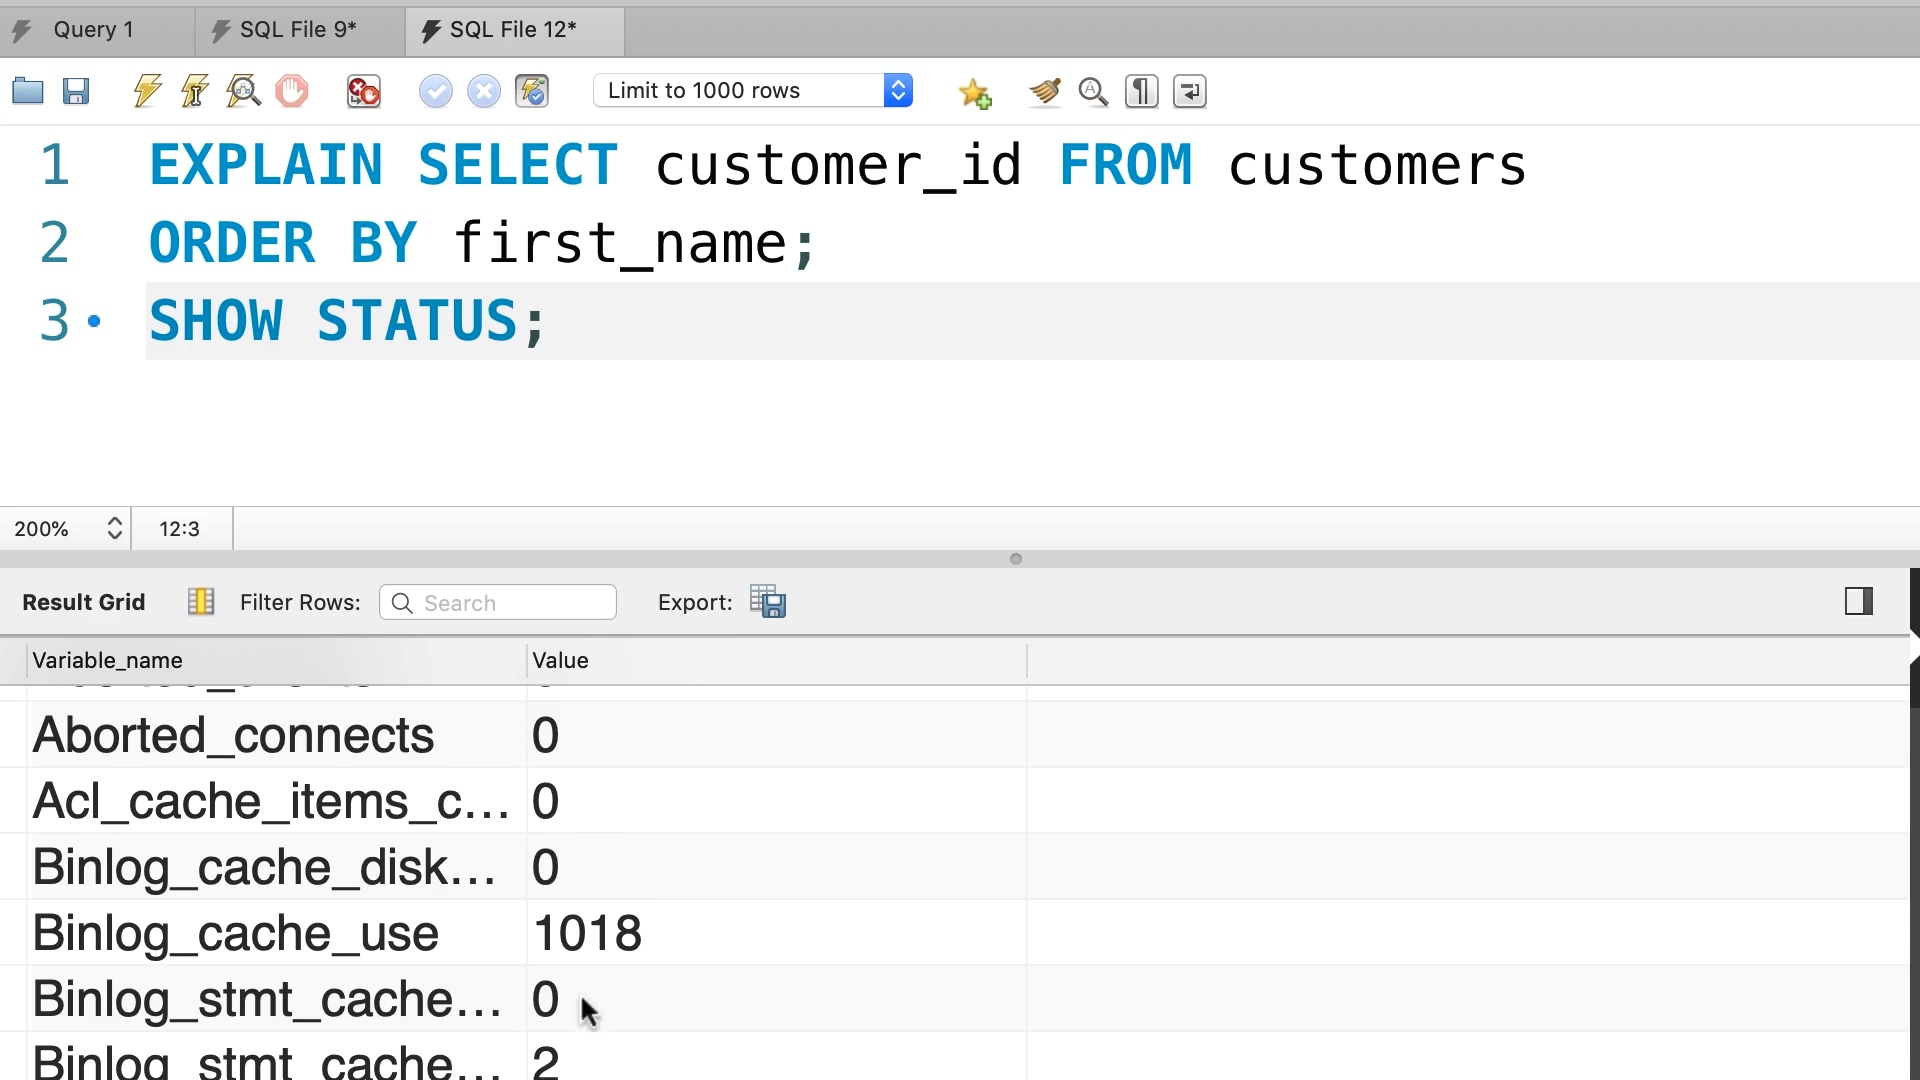 Query 1
SQL File 9*
SQL File 12*
Limit to 1000 rows
1 EXPLAIN SELECT customer_id FROM customers
2 ORDER BY first_name;
3 SHOW STATUS;
200%
12:3
Result Grid
Filter Rows:
Search
Export:
Variable_name Value
Aborted_connects 0
Acl_cache_items_c... 0
Binlog_cache_disk... 0
Binlog_cache_use 1018
Binlog_stmt_cache... 0
Binlog_stmt_cache... 2